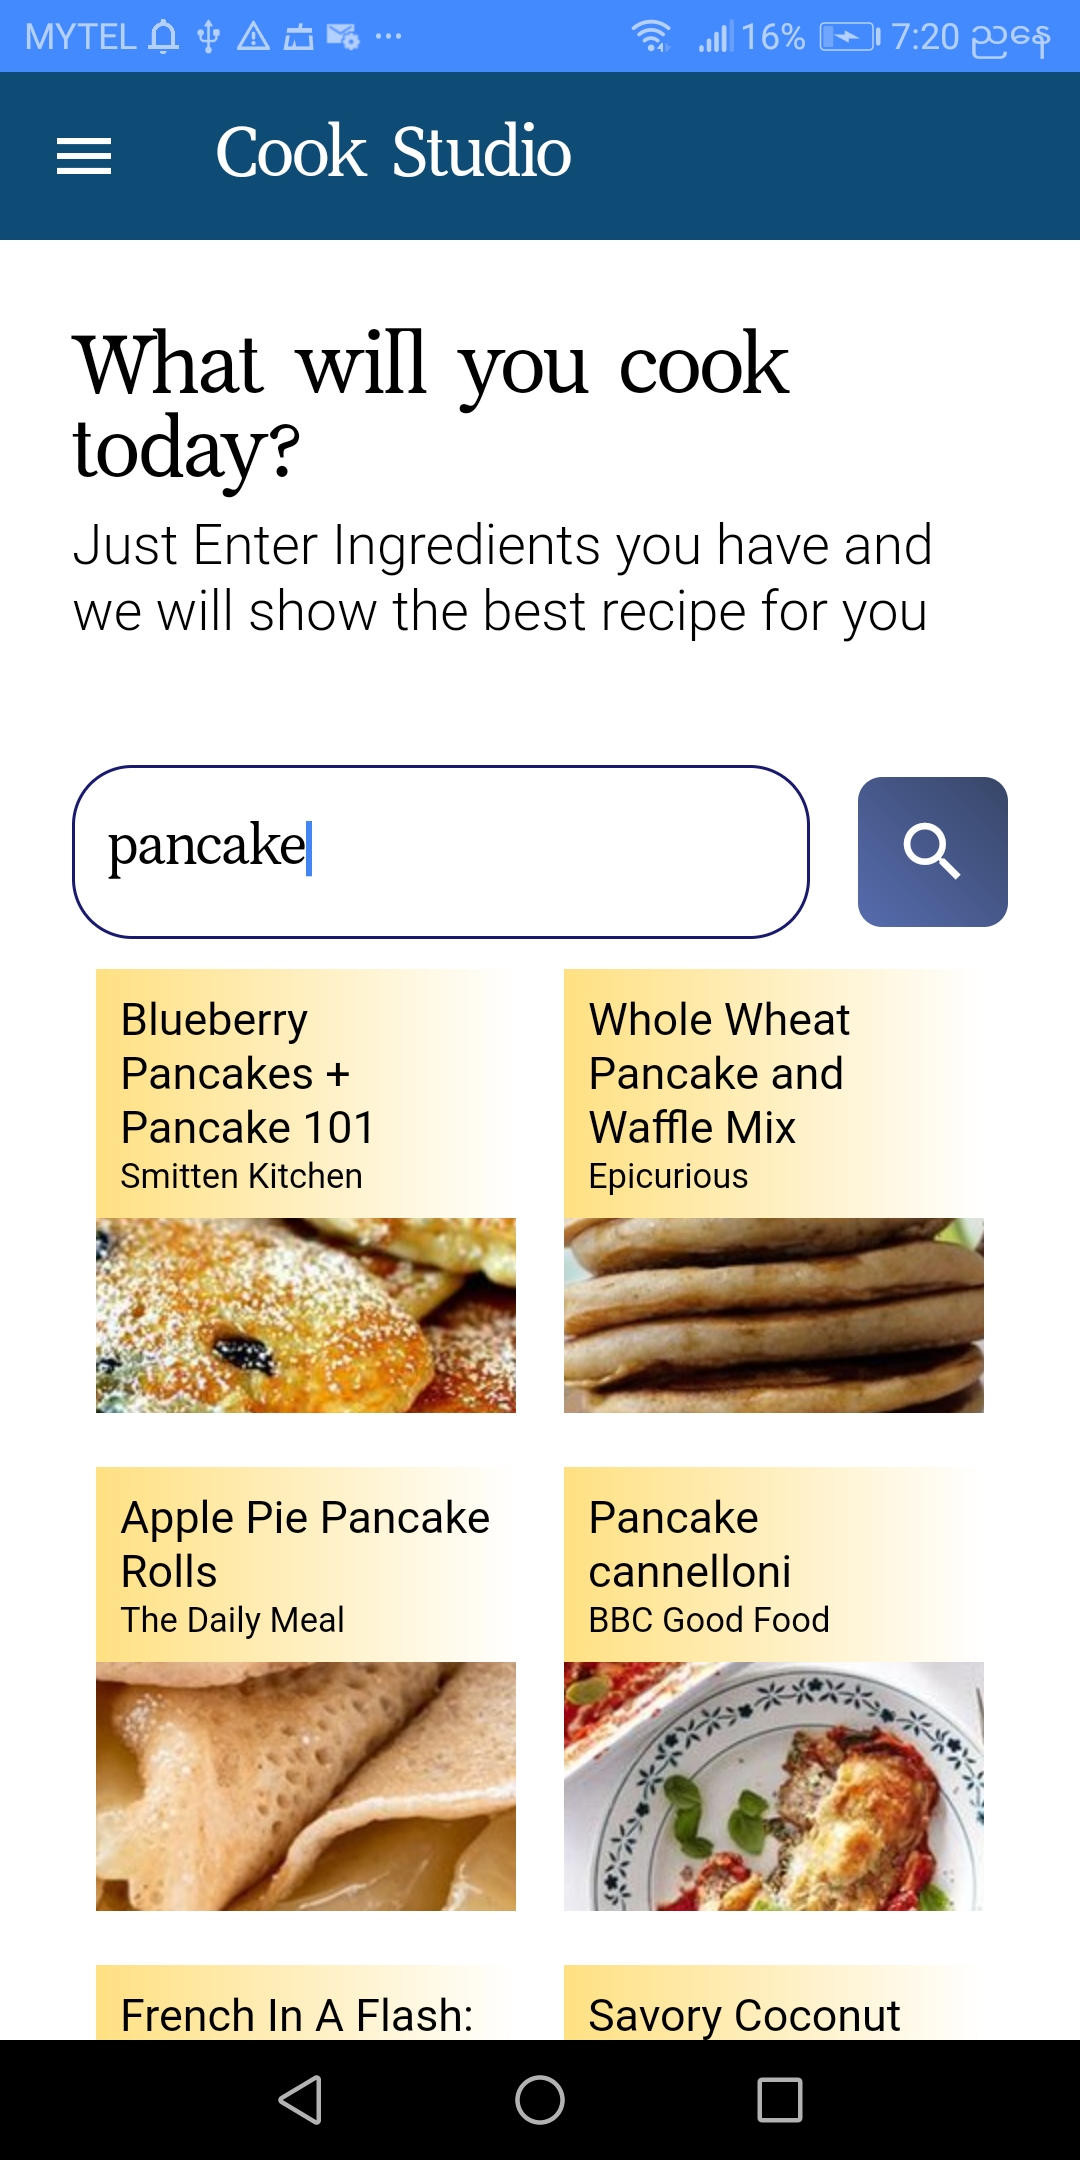 MYTEL 16% 7:20 ညနေ
Cook Studio
What will you cook
today?
Just Enter Ingredients you have and
we will show the best recipe for you
pancake
Blueberry
Pancakes +
Pancake 101
Smitten Kitchen
Whole Wheat
Pancake and
Waffle Mix
Epicurious
Apple Pie Pancake
Rolls
The Daily Meal
Pancake
cannelloni
BBC Good Food
French In A Flash:
Savory Coconut